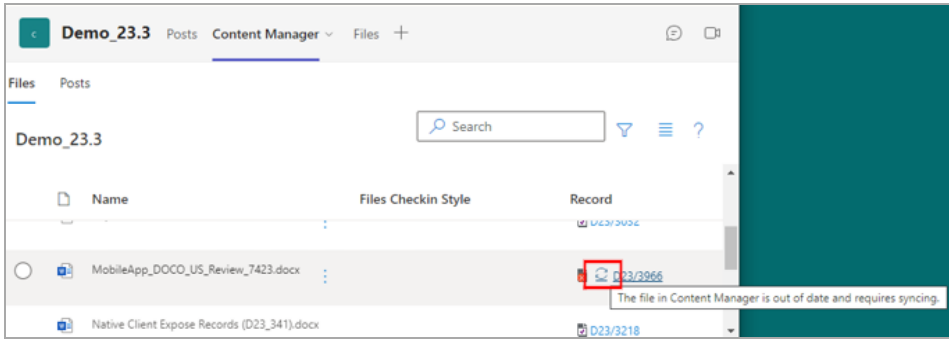 c Demo_23.3 Posts Content Manager Files
Files Posts
Demo_23.3 Search
Name Files Checkin Style Record
D23/3032
MobileApp_DOCO_US_Review_7423.docx D23/3966
The file in Content Manager is out of date and requires syncing.
Native Client Expose Records (D23_341).docx D23/3218